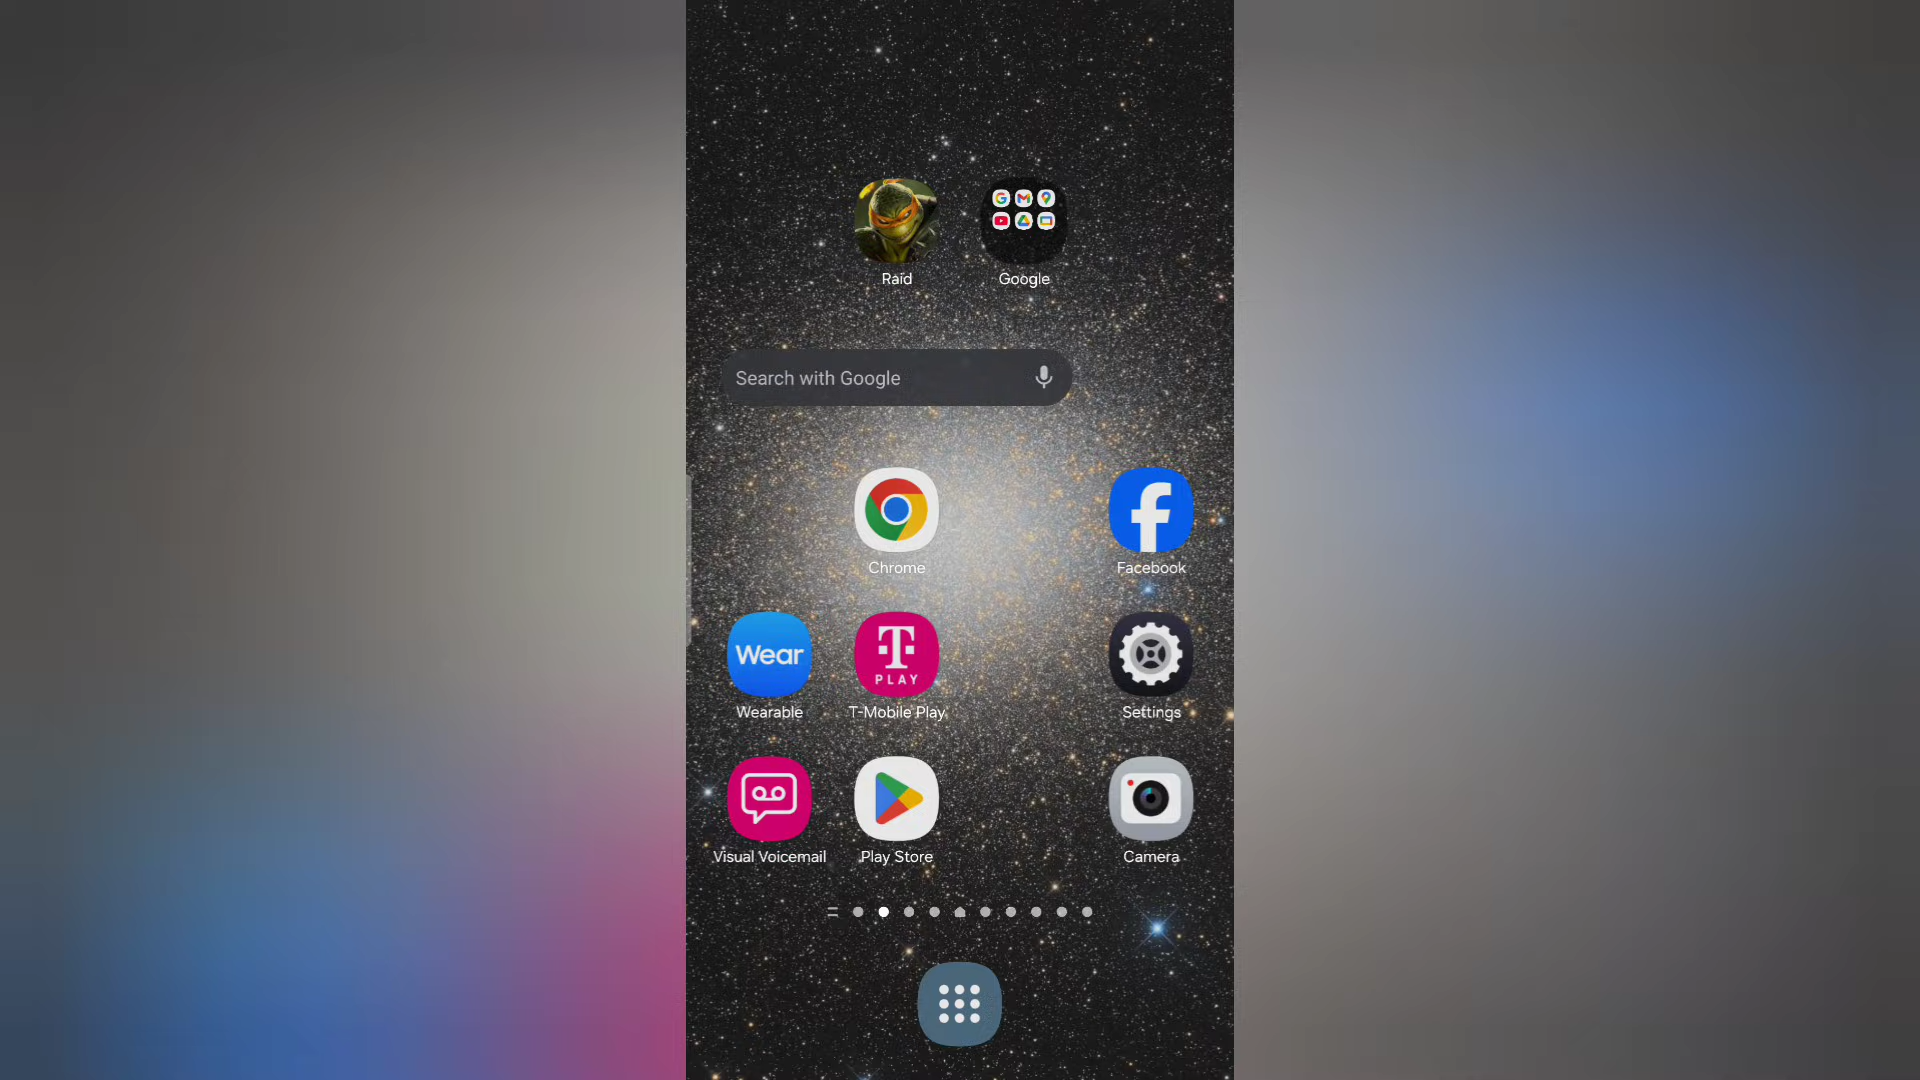 Raid
Google
Search with Google
Chrome
Facebook
Wear
T
PLAY
Wearable
T-Mobile Play
Settings
Visual Voicemail
Play Store
Camera